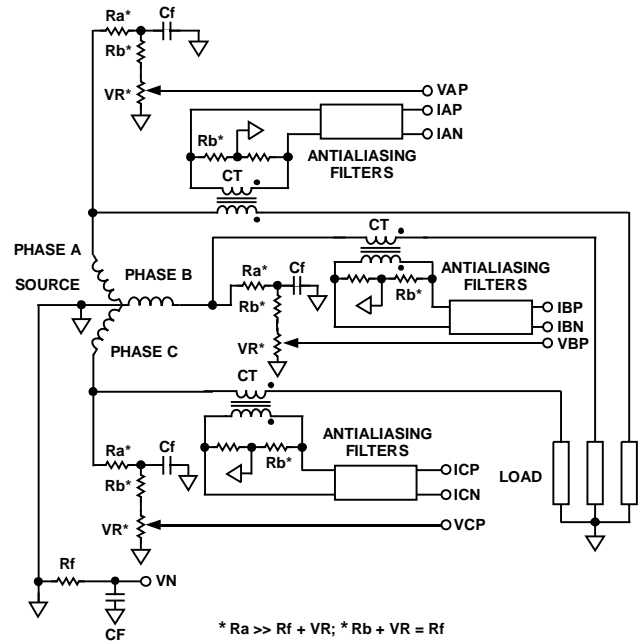 Ra*
Cf
Rb*
VR*
VAP
IAP
IAN
Rb*
ANTIALIASING
FILTERS
CT
CT
PHASE A
SOURCE
PHASE B
Ra*
Cf
Rb*
ANTIALIASING
FILTERS
Rb*
IBP
IBN
VR*
VBP
PHASE C
CT
Ra*
Cf
Rb*
ANTIALIASING
FILTERS
Rb*
ICP
ICN
LOAD
VR*
VCP
Rf
VN
CF
* Ra >> Rf + VR; * Rb + VR = Rf